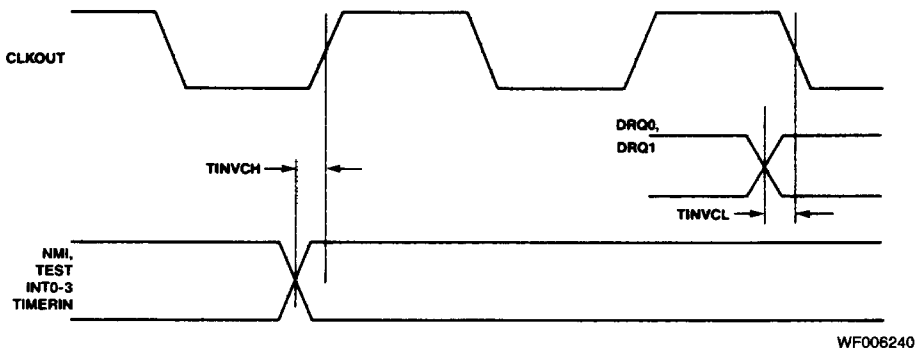 CLKOUT
DRQ0,
DRQ1
TINVCH
TINVCL
NMI,
TEST
INT0-3
TIMERIN
WF006240